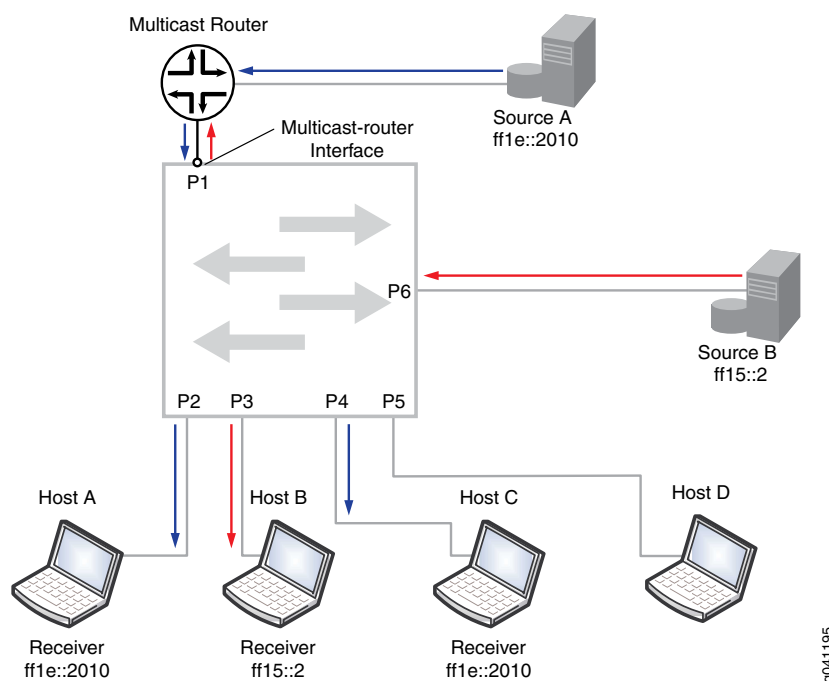 Multicast Router
Source A
ff1e::2010
Multicast-router
Interface
P1
P6
Source B
ff15::2
P2 P3 P4 P5
Host A Host B Host C Host D
Receiver Receiver Receiver
ff1e::2010 ff15::2 ff1e::2010
g041195